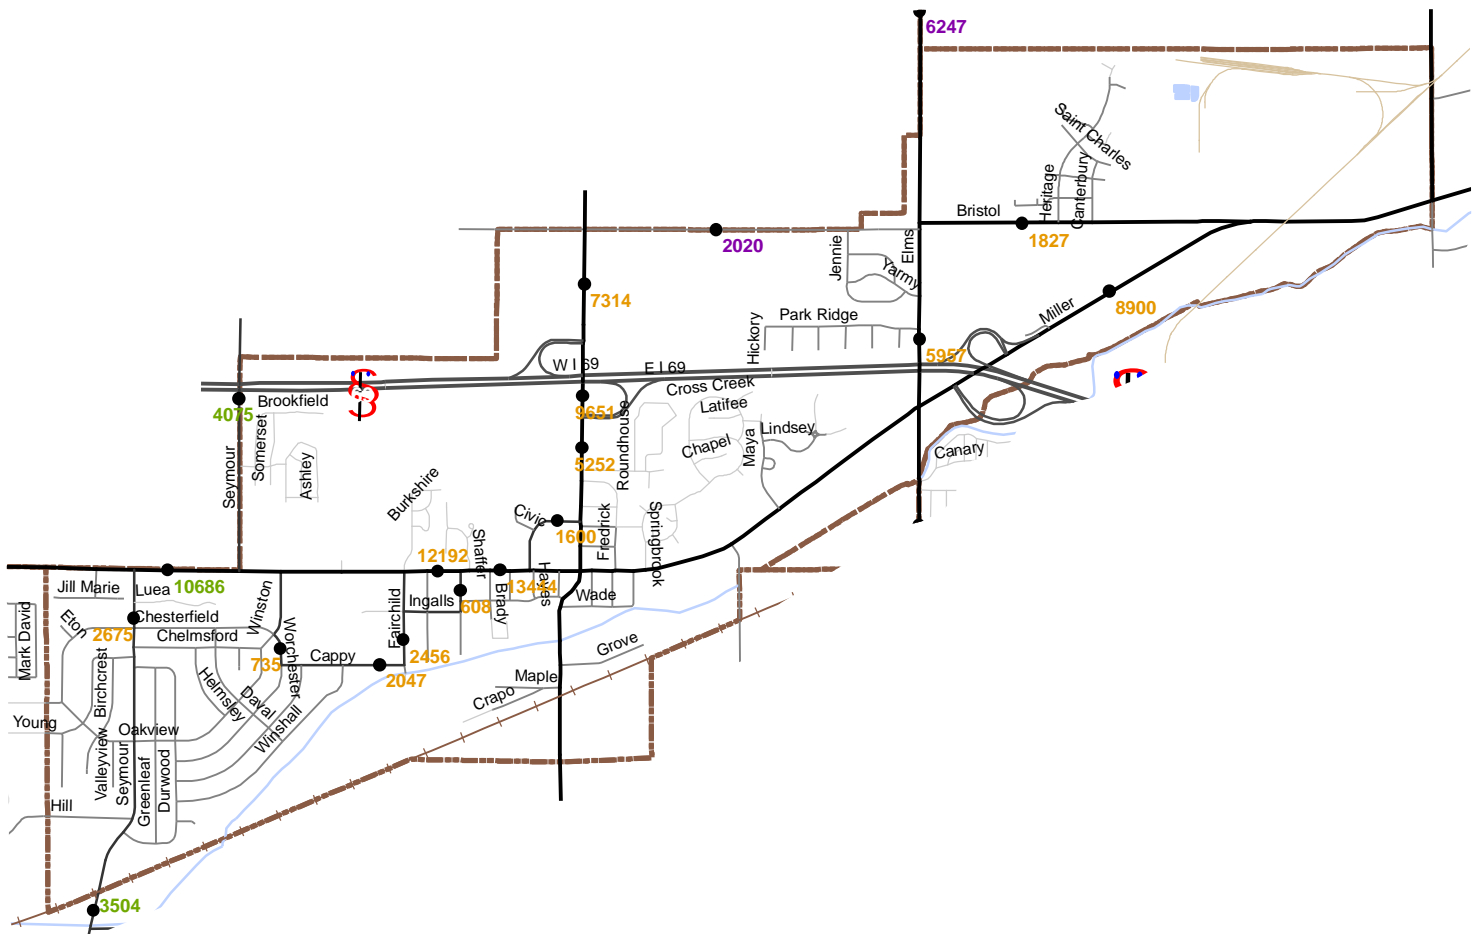 6247
Saint Charles
Heritage
Canterbury
Bristol
1827
2020
Jennie
Elms
Yarmy
7314
8900
Miller
Park Ridge
Hickory
5957
W I 69
E I 69
Cross Creek
Brookfield
4075
9651
Latifee
Roundhouse
Lindsey
Chapel
Maya
Canary
Somerset
Seymour
Ashley
5252
Burkshire
Civic
1600
Fredrick
Springbrook
Shaffer
12192
13444
Hayes
10686
Jill Marie
Luea
Winston
Ingalls
608
Brady
Wade
Mark David
Eton
Chesterfield
2675
Chelmsford
Fairchild
735
Worchester
Cappy
2456
2047
Grove
Maple
Crapo
Birchcrest
Helmsley
Daval
Winshall
Young
Oakview
Valleyview
Seymour
Greenleaf
Durwood
Hill
3504